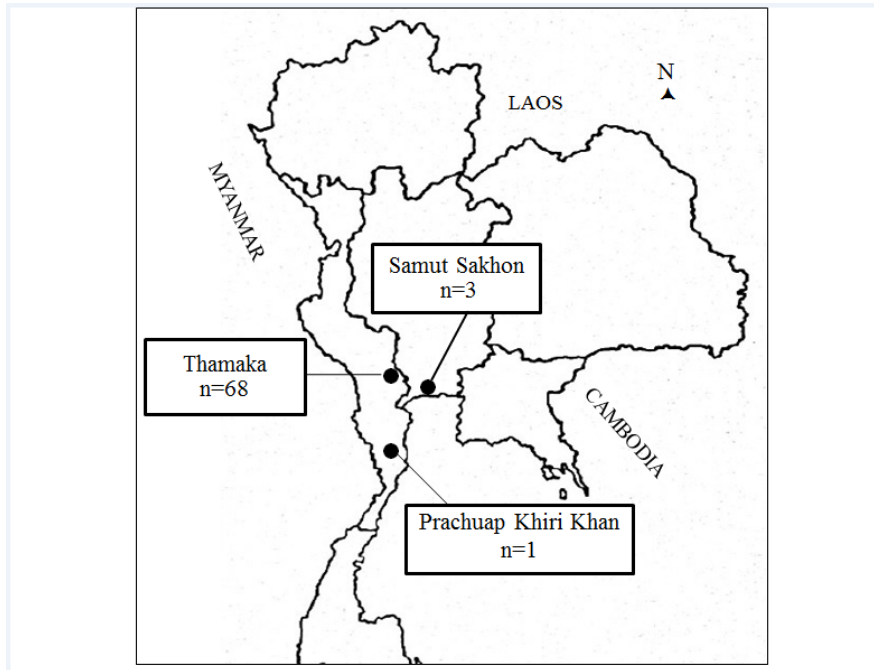 N
LAOS
MYANMAR
Samut Sakhon
n=3
Thamaka
n=68
CAMBODIA
Prachuap Khiri Khan
n=1